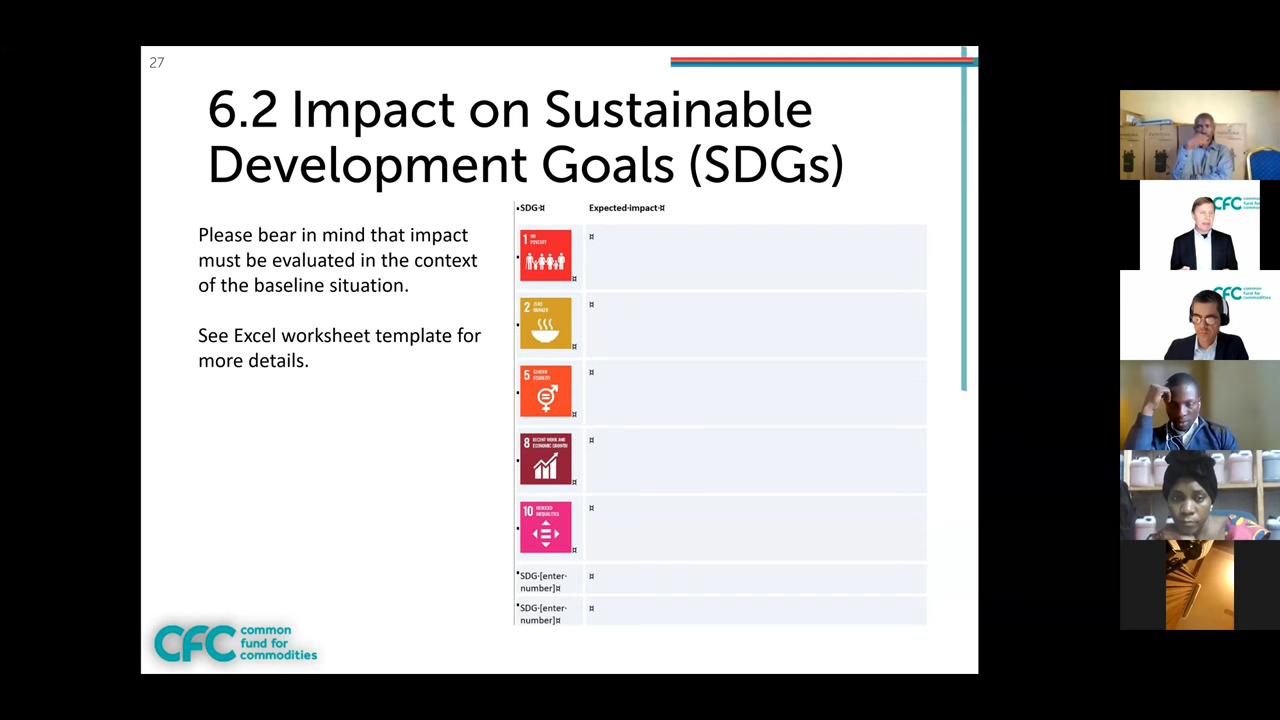 27
6.2 Impact on Sustainable
Development Goals (SDGs)
Please bear in mind that impact
must be evaluated in the context
of the baseline situation.
See Excel worksheet template for
more details.
•SDG¤ Expected·impact·¤
1 NO
POVERTY
¤ ¤
2 ZERO
HUNGER
¤ ¤
5 GENDER
EQUALITY
¤ ¤
8 DECENT WORK AND
ECONOMIC GROWTH
¤ ¤
10 REDUCED
INEQUALITIES
¤ ¤
•SDG·[enter· ¤
number]¤
•SDG·[enter· ¤
number]¤
CFC common
fund for
commodities
CFC common
fund for
CFC common
fund for
commodities